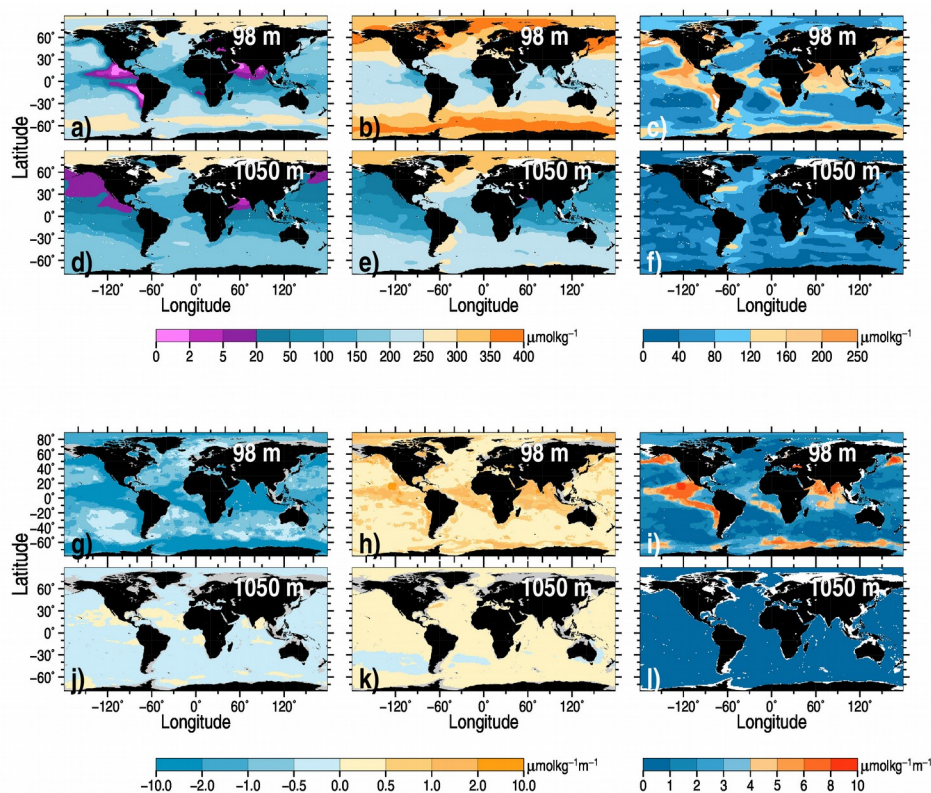 98 m 98 m 98 m
60° 30° 0° −30° −60°
a) b) c)
Latitude
1050 m 1050 m 1050 m
60° 30° 0° −30° −60°
d) e) f)
−120° −60° 0° 60° 120° −120° −60° 0° 60° 120° −120° −60° 0° 60° 120°
Longitude Longitude Longitude
µmolkg⁻¹ µmolkg⁻¹
0 2 5 20 50 100 150 200 250 300 350 400 0 40 80 120 160 200 250
98 m 98 m 98 m
80° 60° 40° 20° 0° −20° −40° −60°
g) h) i)
Latitude
1050 m 1050 m 1050 m
60° 30° 0° −30° −60°
j) k) l)
−120° −60° 0° 60° 120° −120° −60° 0° 60° 120° −120° −60° 0° 60° 120°
Longitude Longitude Longitude
µmolkg⁻¹m⁻¹ µmolkg⁻¹m⁻¹
−10.0 −2.0 −1.0 −0.5 0.0 0.5 1.0 2.0 10.0 0 1 2 3 4 5 6 8 10